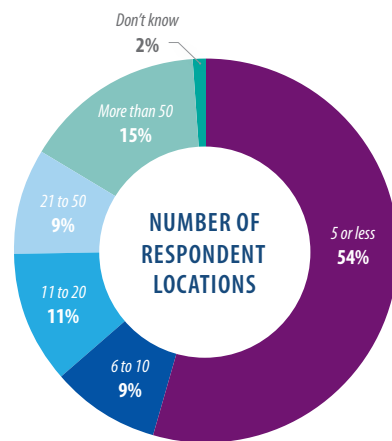 Don't know
2%
More than 50
15%
21 to 50
9%
11 to 20
11%
6 to 10
9%
5 or less
54%
NUMBER OF
RESPONDENT
LOCATIONS